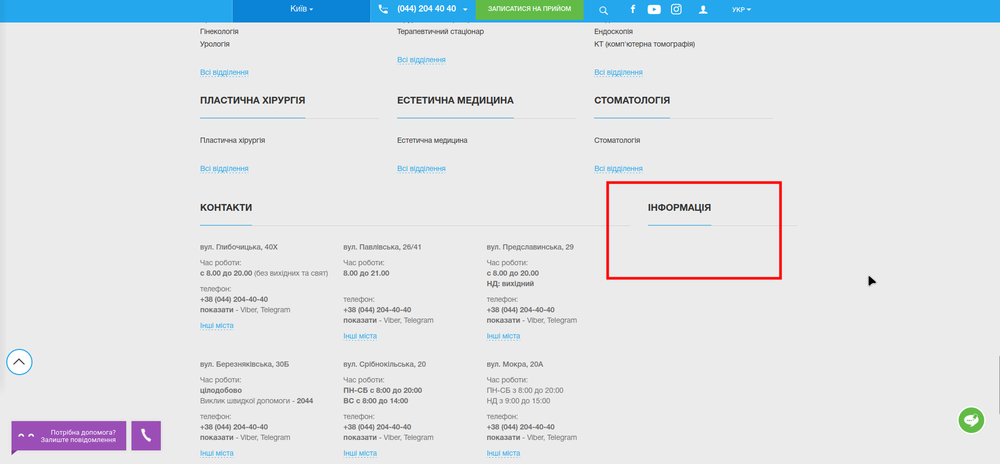 Київ
(044) 204 40 40
ЗАПИСАТИСЯ НА ПРИЙОМ
УКР
Гінекологія
Урологія
Всі відділення
Терапевтичний стаціонар
Всі відділення
Ендоскопія
КТ (комп'ютерна томографія)
Всі відділення
ПЛАСТИЧНА ХІРУРГІЯ
Пластична хірургія
Всі відділення
ЕСТЕТИЧНА МЕДИЦИНА
Естетична медицина
Всі відділення
СТОМАТОЛОГІЯ
Стоматологія
Всі відділення
КОНТАКТИ
ІНФОРМАЦІЯ
вул. Глибочицька, 40Х
Час роботи:
с 8.00 до 20.00 (без вихідних та свят)
телефон:
+38 (044) 204-40-40
показати - Viber, Telegram
Інші міста
вул. Павлівська, 26/41
Час роботи:
8.00 до 21.00
телефон:
+38 (044) 204-40-40
показати - Viber, Telegram
Інші міста
вул. Предславинська, 29
Час роботи:
с 8.00 до 20.00
НД: вихідний
телефон:
+38 (044) 204-40-40
показати - Viber, Telegram
Інші міста
вул. Березняківська, 30Б
Час роботи:
цілодобово
Виклик швидкої допомоги - 2044
телефон:
+38 (044) 204-40-40
показати - Viber, Telegram
Інші міста
вул. Срібнокільська, 20
Час роботи:
ПН-СБ с 8:00 до 20:00
ВС с 8:00 до 14:00
телефон:
+38 (044) 204-40-40
показати - Viber, Telegram
Інші міста
вул. Мокра, 20А
Час роботи:
ПН-СБ з 8:00 до 20:00
НД з 9:00 до 15:00
телефон:
+38 (044) 204-40-40
показати - Viber, Telegram
Інші міста
Потрібна допомога?
Залиште повідомлення